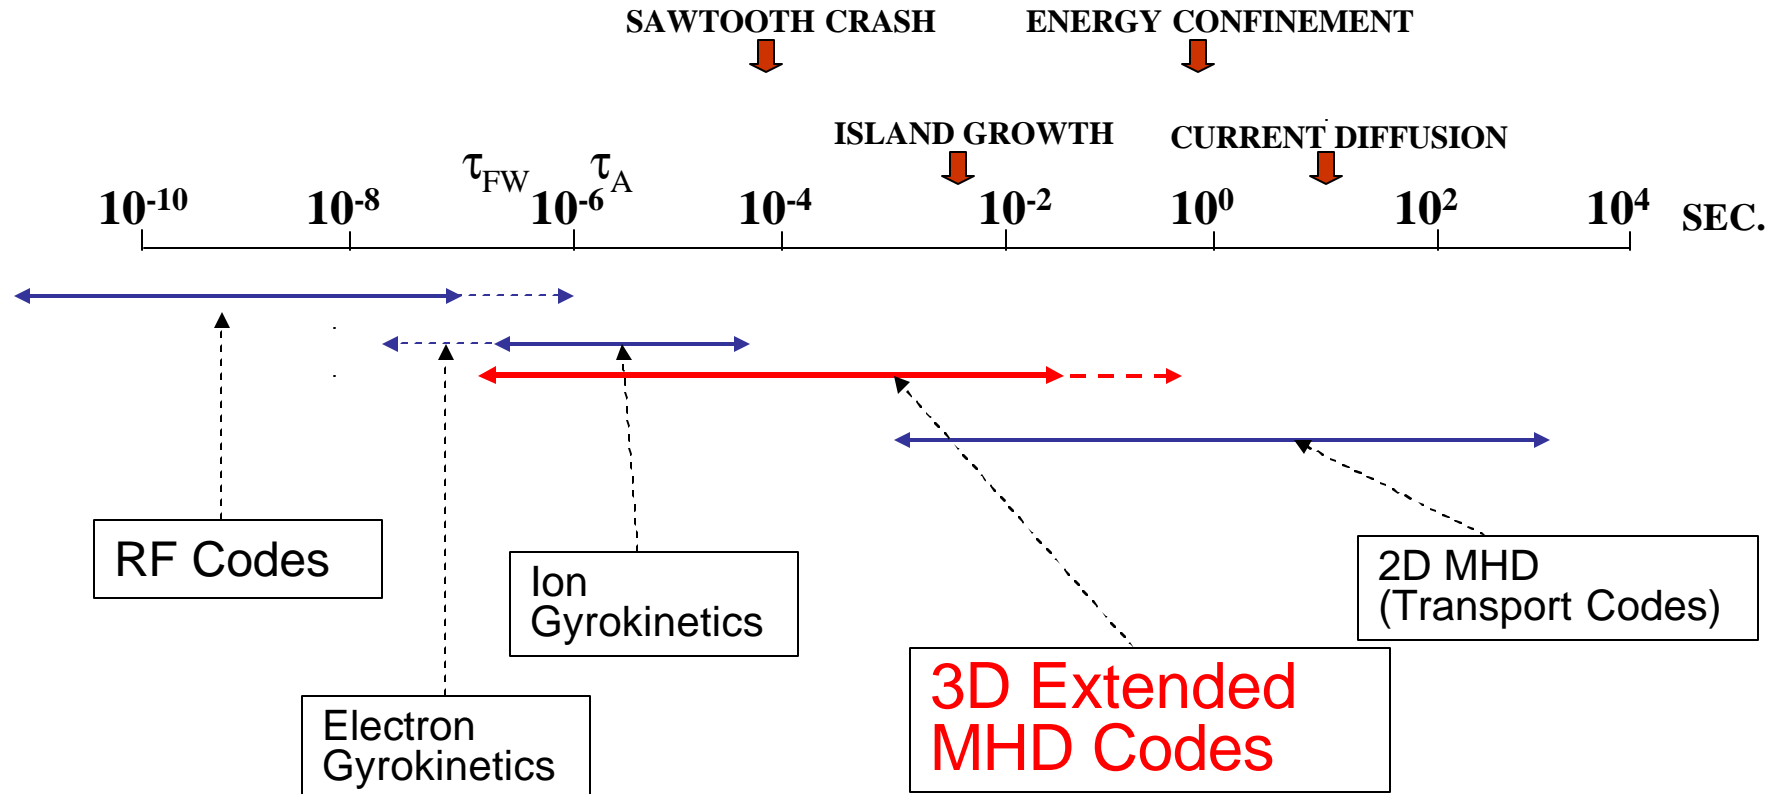 SAWTOOTH CRASH ENERGY CONFINEMENT
ISLAND GROWTH CURRENT DIFFUSION
τFW τA
10-10 10-8 10-6 10-4 10-2 100 102 104 SEC.
RF Codes
Ion
Gyrokinetics
2D MHD
(Transport Codes)
3D Extended
MHD Codes
Electron
Gyrokinetics